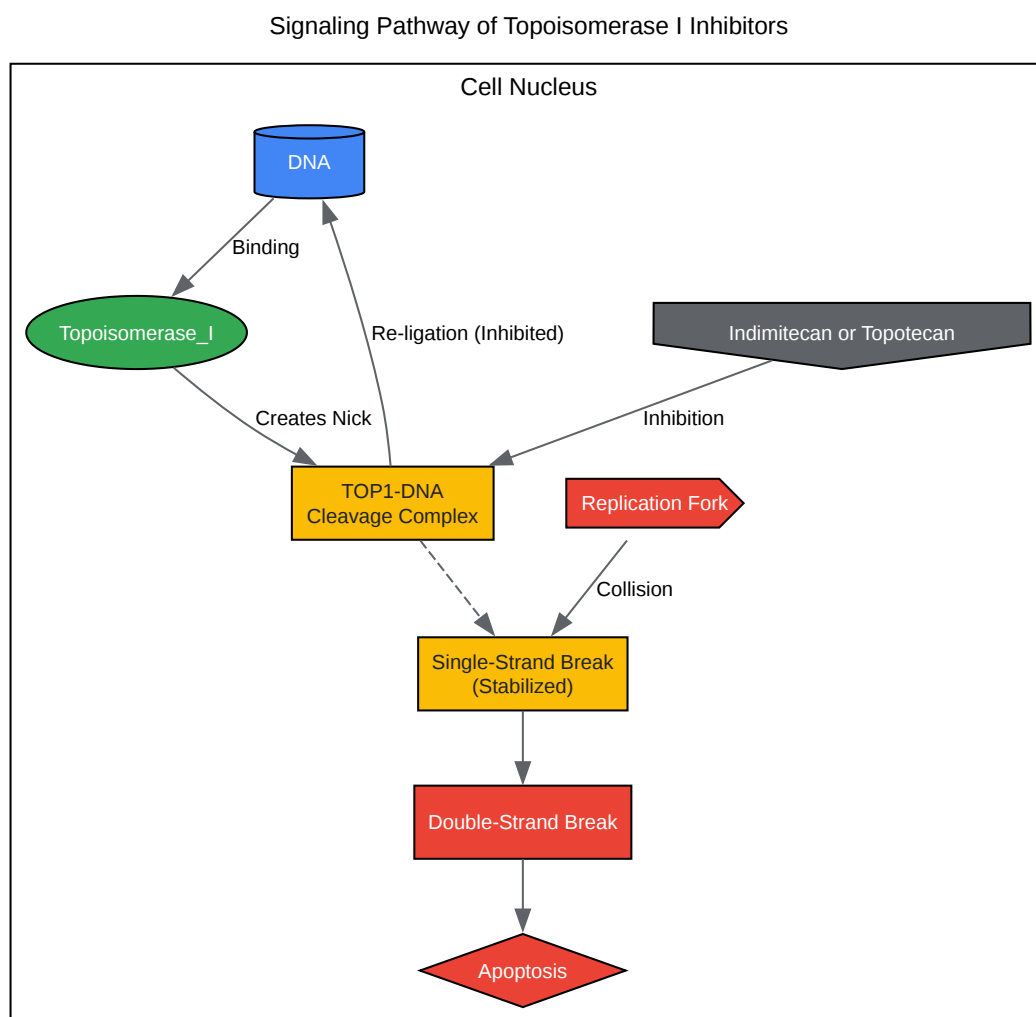 Signaling Pathway of Topoisomerase I Inhibitors
Cell Nucleus
DNA
Binding
Topoisomerase_I
Re-ligation (Inhibited)
Indimitecan or Topotecan
Creates Nick
Inhibition
TOP1-DNA
Cleavage Complex
Replication Fork
Collision
Single-Strand Break
(Stabilized)
Double-Strand Break
Apoptosis